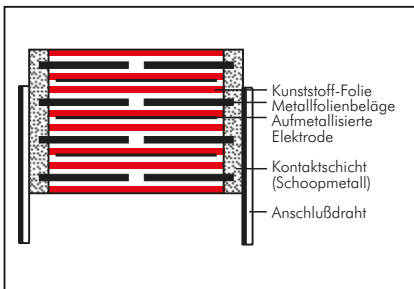 Kunststoff-Folie
Metallfolienbeläge
Aufmetallisierte
Elektrode
Kontaktschicht
(Schoopmetall)
Anschlußdraht